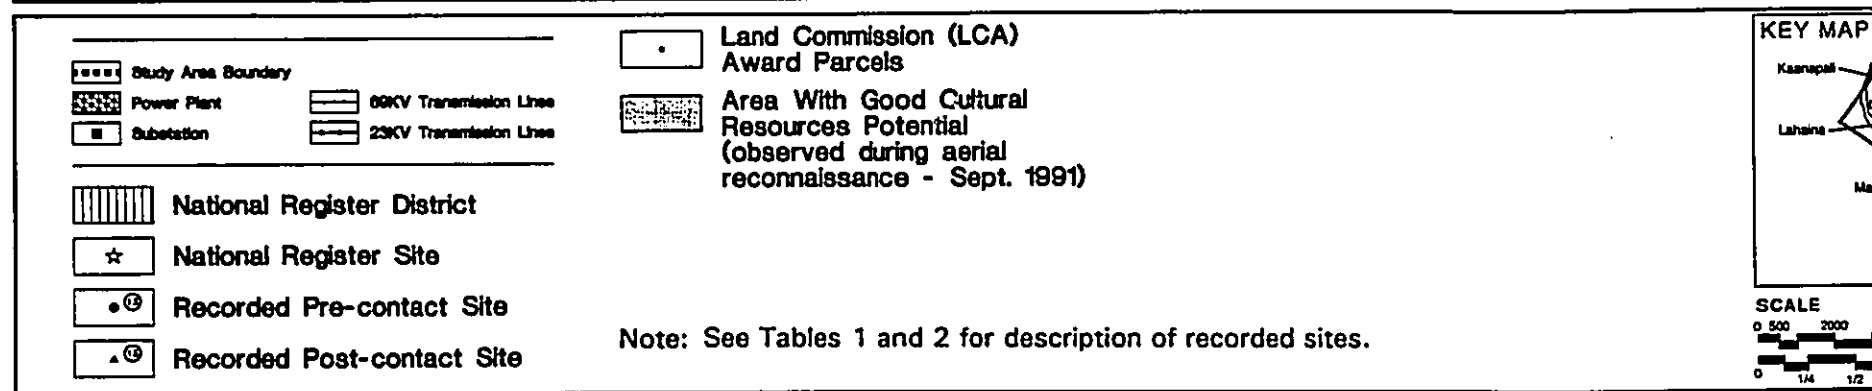 Study Area Boundary
Power Plant
Substation
69KV Transmission Lines
23KV Transmission Lines
National Register District
National Register Site
Recorded Pre-contact Site
Recorded Post-contact Site
Land Commission (LCA)
Award Parcels
Area With Good Cultural
Resources Potential
(observed during aerial
reconnaissance - Sept. 1991)
Note: See Tables 1 and 2 for description of recorded sites.
KEY MAP
Kaanapali
Lahaina
SCALE
0 500 2000
0 1/4 1/2